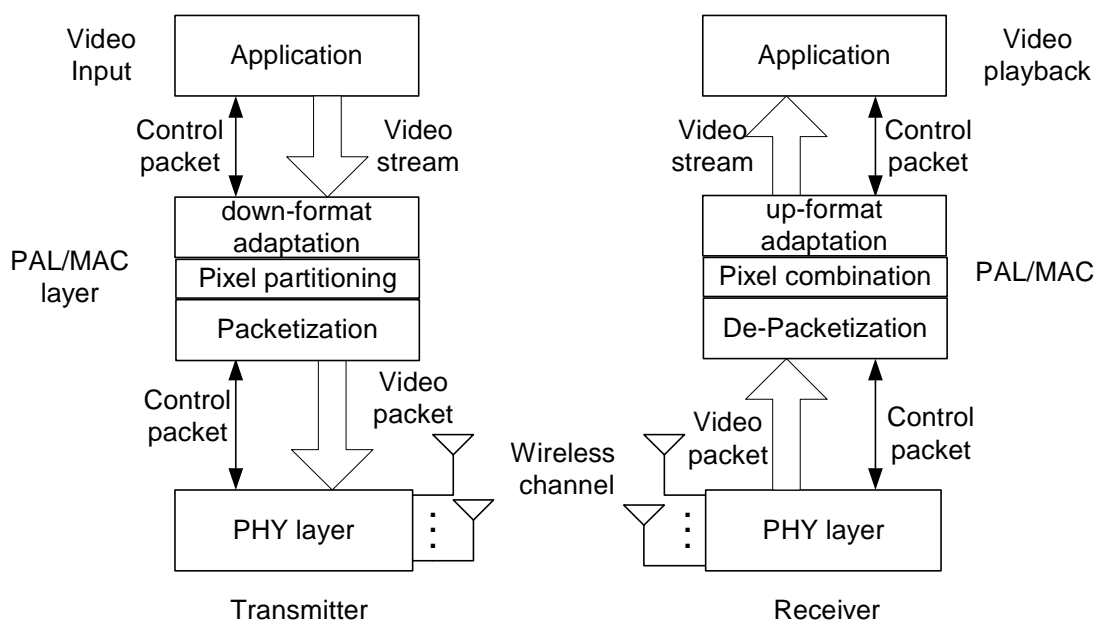 Video
Input
Application
Control
packet
Video
stream
down-format
adaptation
PAL/MAC
layer
Pixel partitioning
Packetization
Control
packet
Video
packet
PHY layer
Transmitter
Wireless
channel
Application
Video
playback
Video
stream
Control
packet
up-format
adaptation
Pixel combination
PAL/MAC
De-Packetization
Video
packet
Control
packet
PHY layer
Receiver